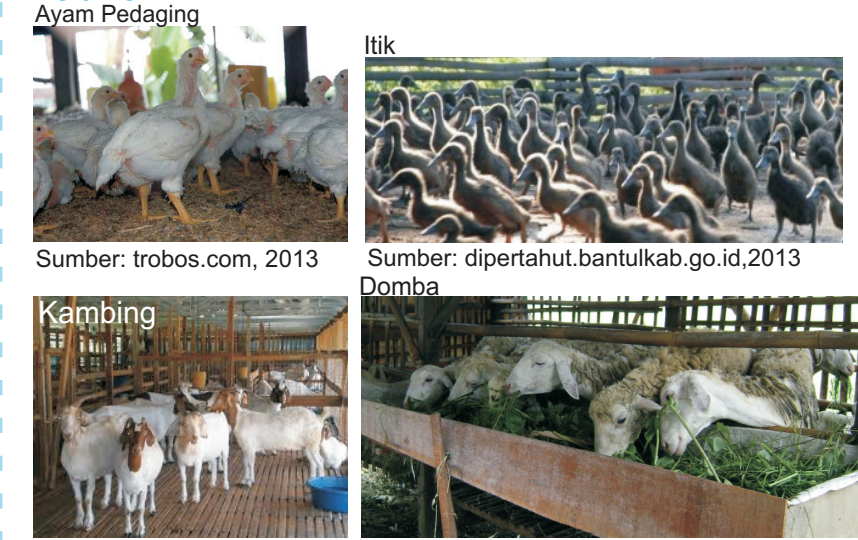 Ayam Pedaging
Itik
Sumber: trobos.com, 2013
Sumber: dipertahut.bantulkab.go.id,2013
Kambing
Domba